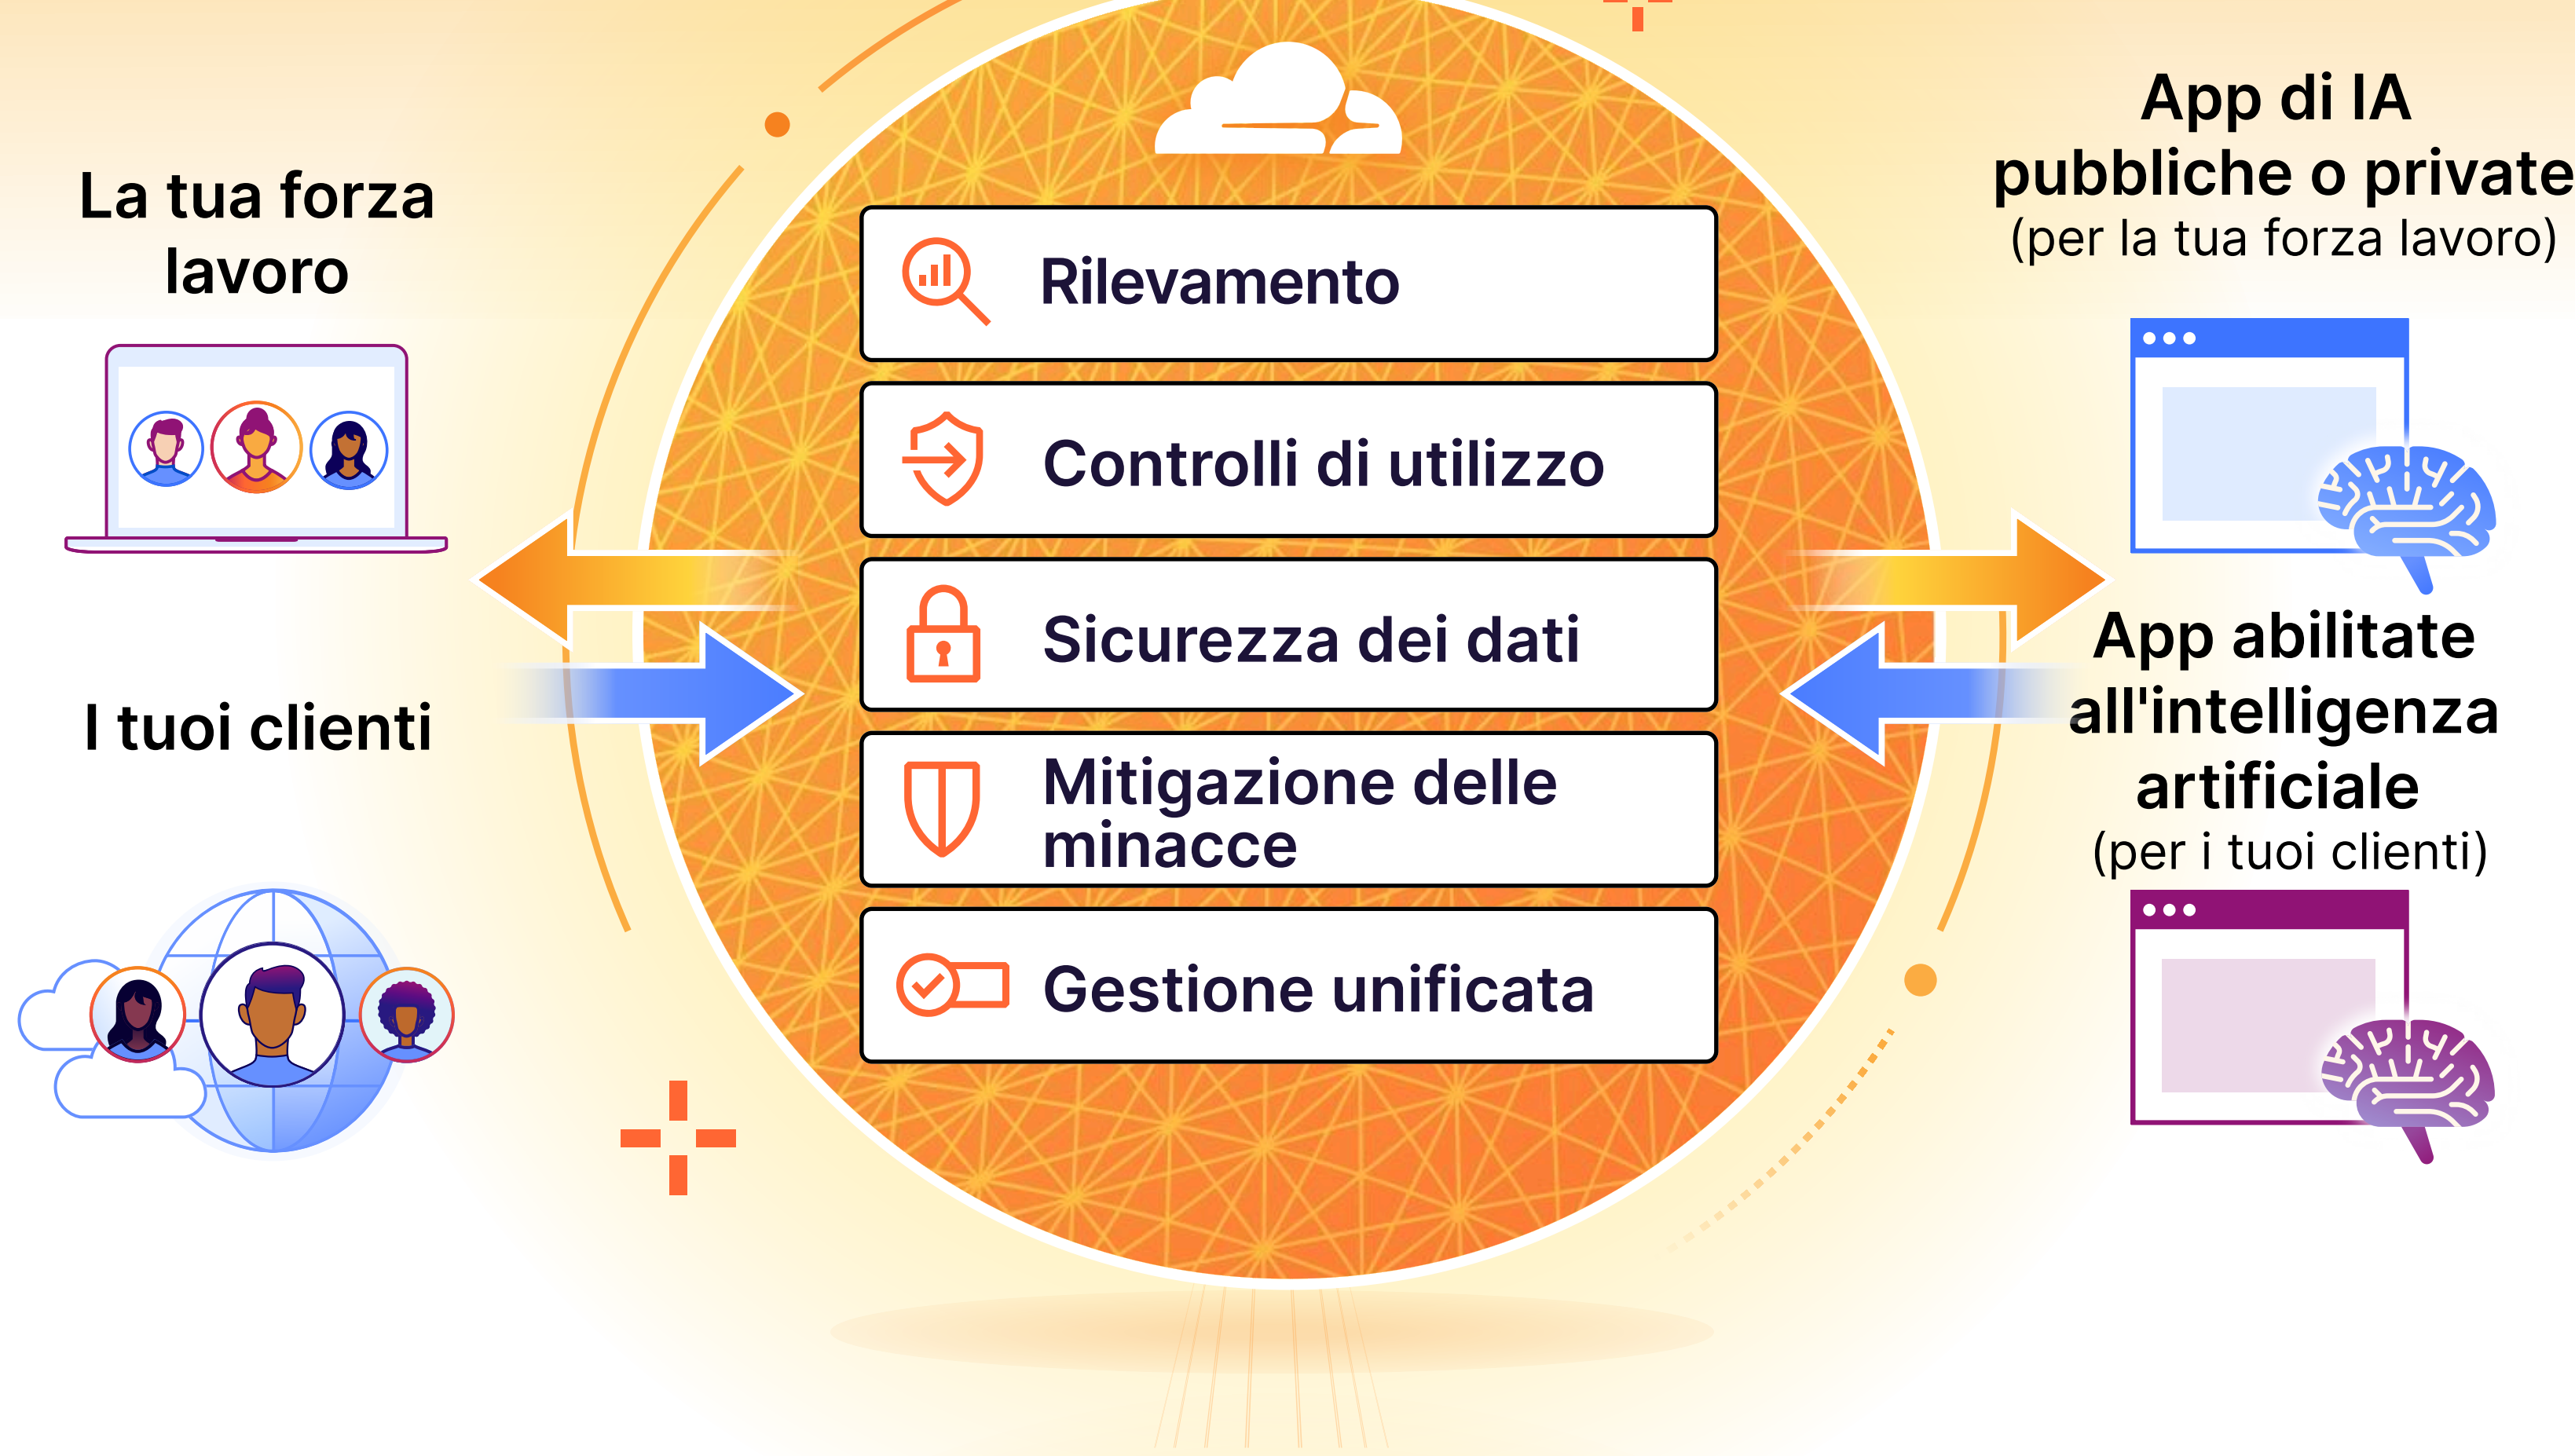 La tua forza
lavoro
I tuoi clienti
Rilevamento
Controlli di utilizzo
Sicurezza dei dati
Mitigazione delle
minacce
Gestione unificata
App di IA
pubbliche o private
(per la tua forza lavoro)
App abilitate
all'intelligenza
artificiale
(per i tuoi clienti)